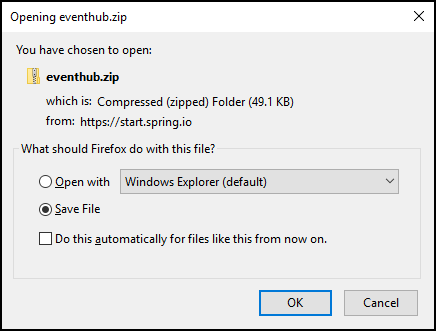 Opening eventhub.zip
You have chosen to open:
eventhub.zip
which is: Compressed (zipped) Folder (49.1 KB)
from: https://start.spring.io
What should Firefox do with this file?
Open with Windows Explorer (default)
Save File
Do this automatically for files like this from now on.
OK Cancel